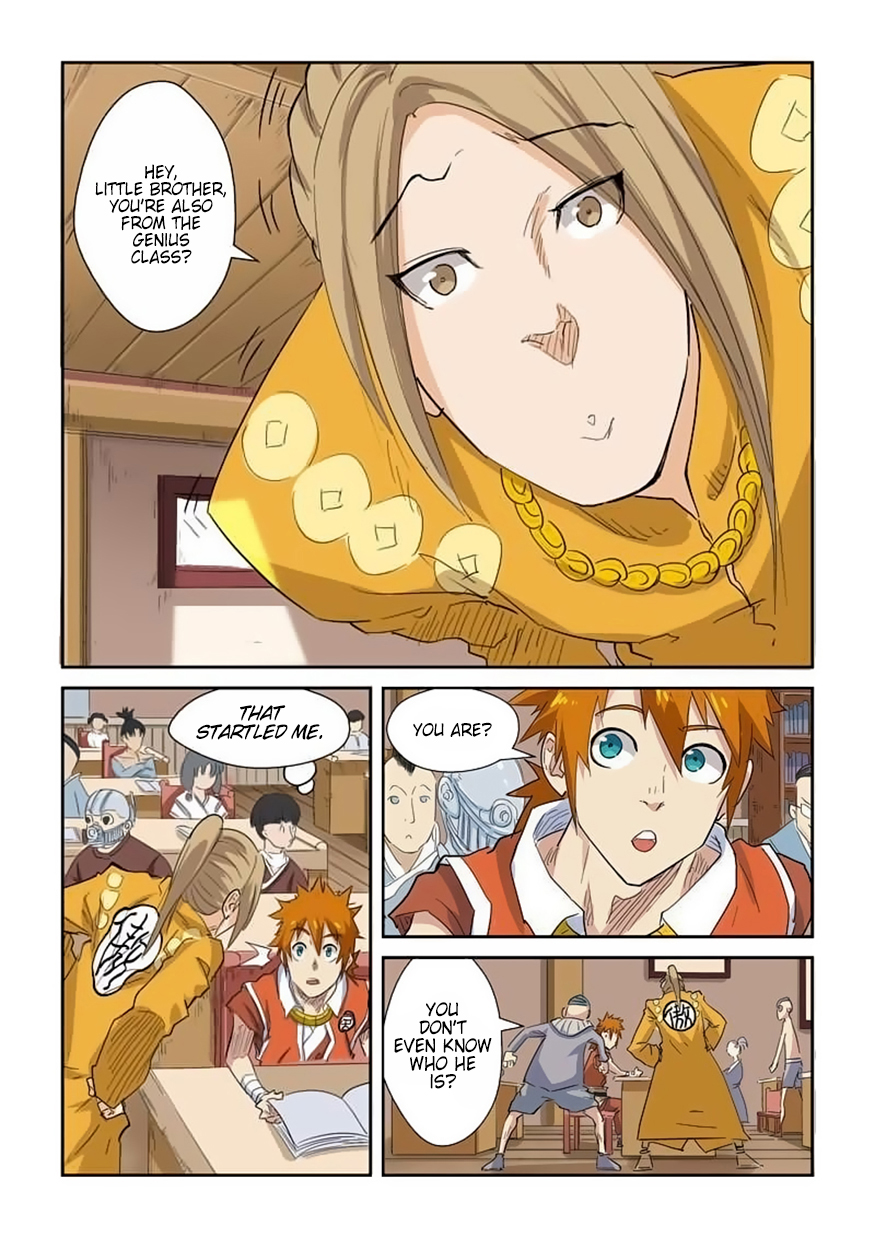 HEY,
LITTLE BROTHER,
YOU'RE ALSO
FROM THE
GENIUS
CLASS?
THAT
STARTLED ME.
YOU ARE?
YOU
DON'T
EVEN KNOW
WHO HE
IS?
傲